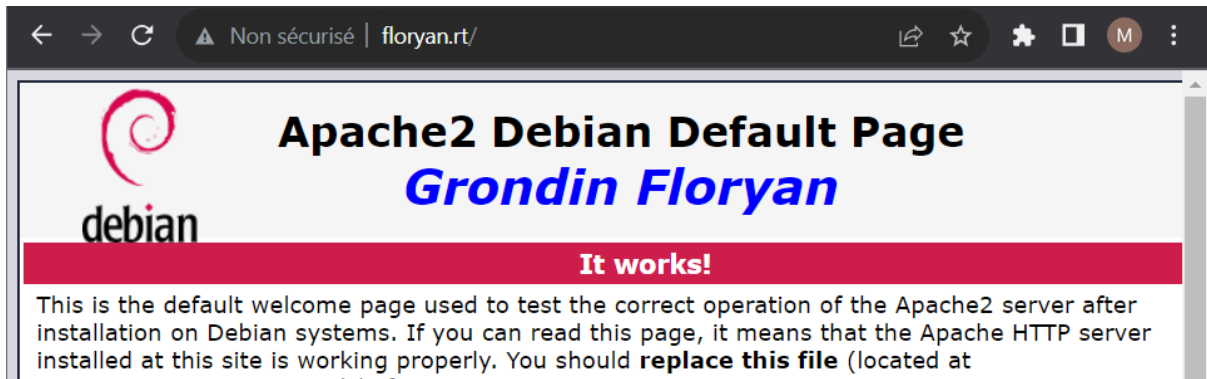 Non sécurisé | floryan.rt/
M
Apache2 Debian Default Page
Grondin Floryan
debian
It works!
This is the default welcome page used to test the correct operation of the Apache2 server after
installation on Debian systems. If you can read this page, it means that the Apache HTTP server
installed at this site is working properly. You should replace this file (located at